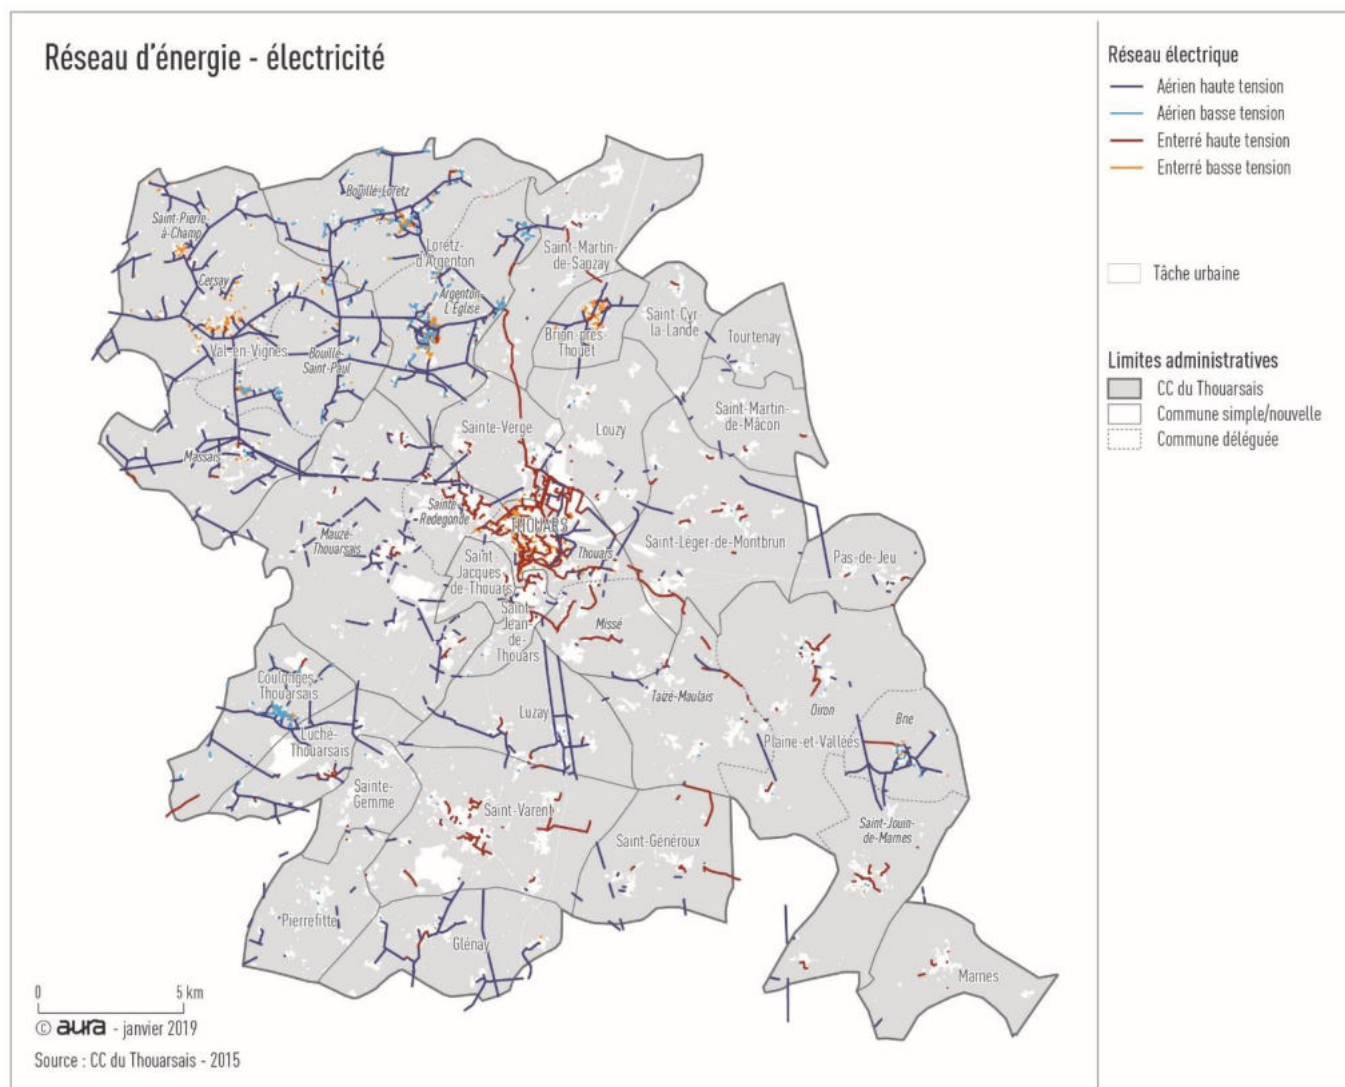 Réseau d'énergie - électricité
Réseau électrique
Aérien haute tension
Aérien basse tension
Enterré haute tension
Enterré basse tension
Tâche urbaine
Limites administratives
CC du Thouarsais
Commune simple/nouvelle
Commune déléguée
Bouillé-Loretz
Saint-Pierre
à-Champ
Loretz-
d'Argenton
Saint-Martin-
de-Sanzay
Cersay
Argenton-
L'Église
Saint-Cyr-
la-Lande
Brion-près-
Thouet
Tourtenay
Val-en-Vignes
Bouillé-
Saint-Paul
Saint-Martin-
de-Mâcon
Sainte-Verge
Louzy
Massais
Sainte-
Redegonde
THOUARS
Mauzé-
Thouarsais
Thouars
Saint-Léger-de-Montbrun
Pas-de-Jeu
Saint-
Jacques
de-Thouars
Saint-
Jean-
de-
Thouars
Missé
Coulonges-
Thouarsais
Taizé-Maulais
Oiron
Brie
Luzay
Luché-
Thouarsais
Plaine-et-Vallées
Sainte-
Gemme
Saint-Varent
Saint-Jouin-
de-Marnes
Saint-Généroux
Pierrefitte
Glénay
Marnes
0 5 km
© aura - janvier 2019
Source : CC du Thouarsais - 2015